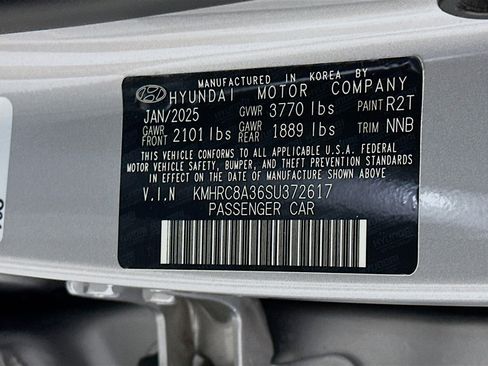 MANUFACTURED IN KOREA BY
HYUNDAI MOTOR COMPANY
JAN/2025 GVWR 3770 lbs PAINT R2T
GAWR FRONT 2101 lbs GAWR REAR 1889 lbs TRIM NNB
THIS VEHICLE CONFORMS TO ALL APPLICABLE U.S.A. FEDERAL
MOTOR VEHICLE SAFETY, BUMPER, AND THEFT PREVENTION
STANDARDS IN EFFECT ON THE DATE OF MANUFACTURE SHOWN ABOVE.
V.I.N KMHRC8A36SU372617
PASSENGER CAR